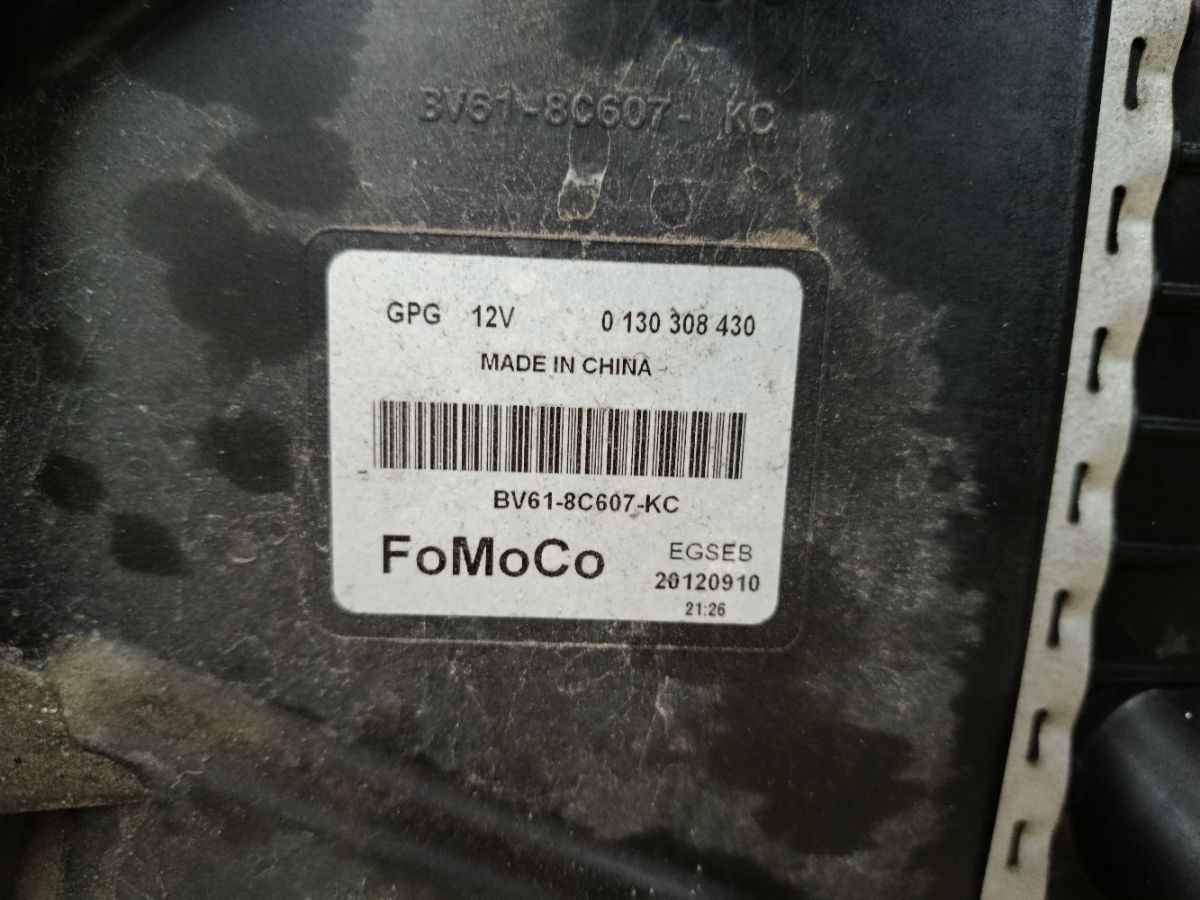 BV61-8C607- KC
GPG 12V 0 130 308 430
MADE IN CHINA
BV61-8C607-KC
FoMoCo EGSEB
20120910
21:26